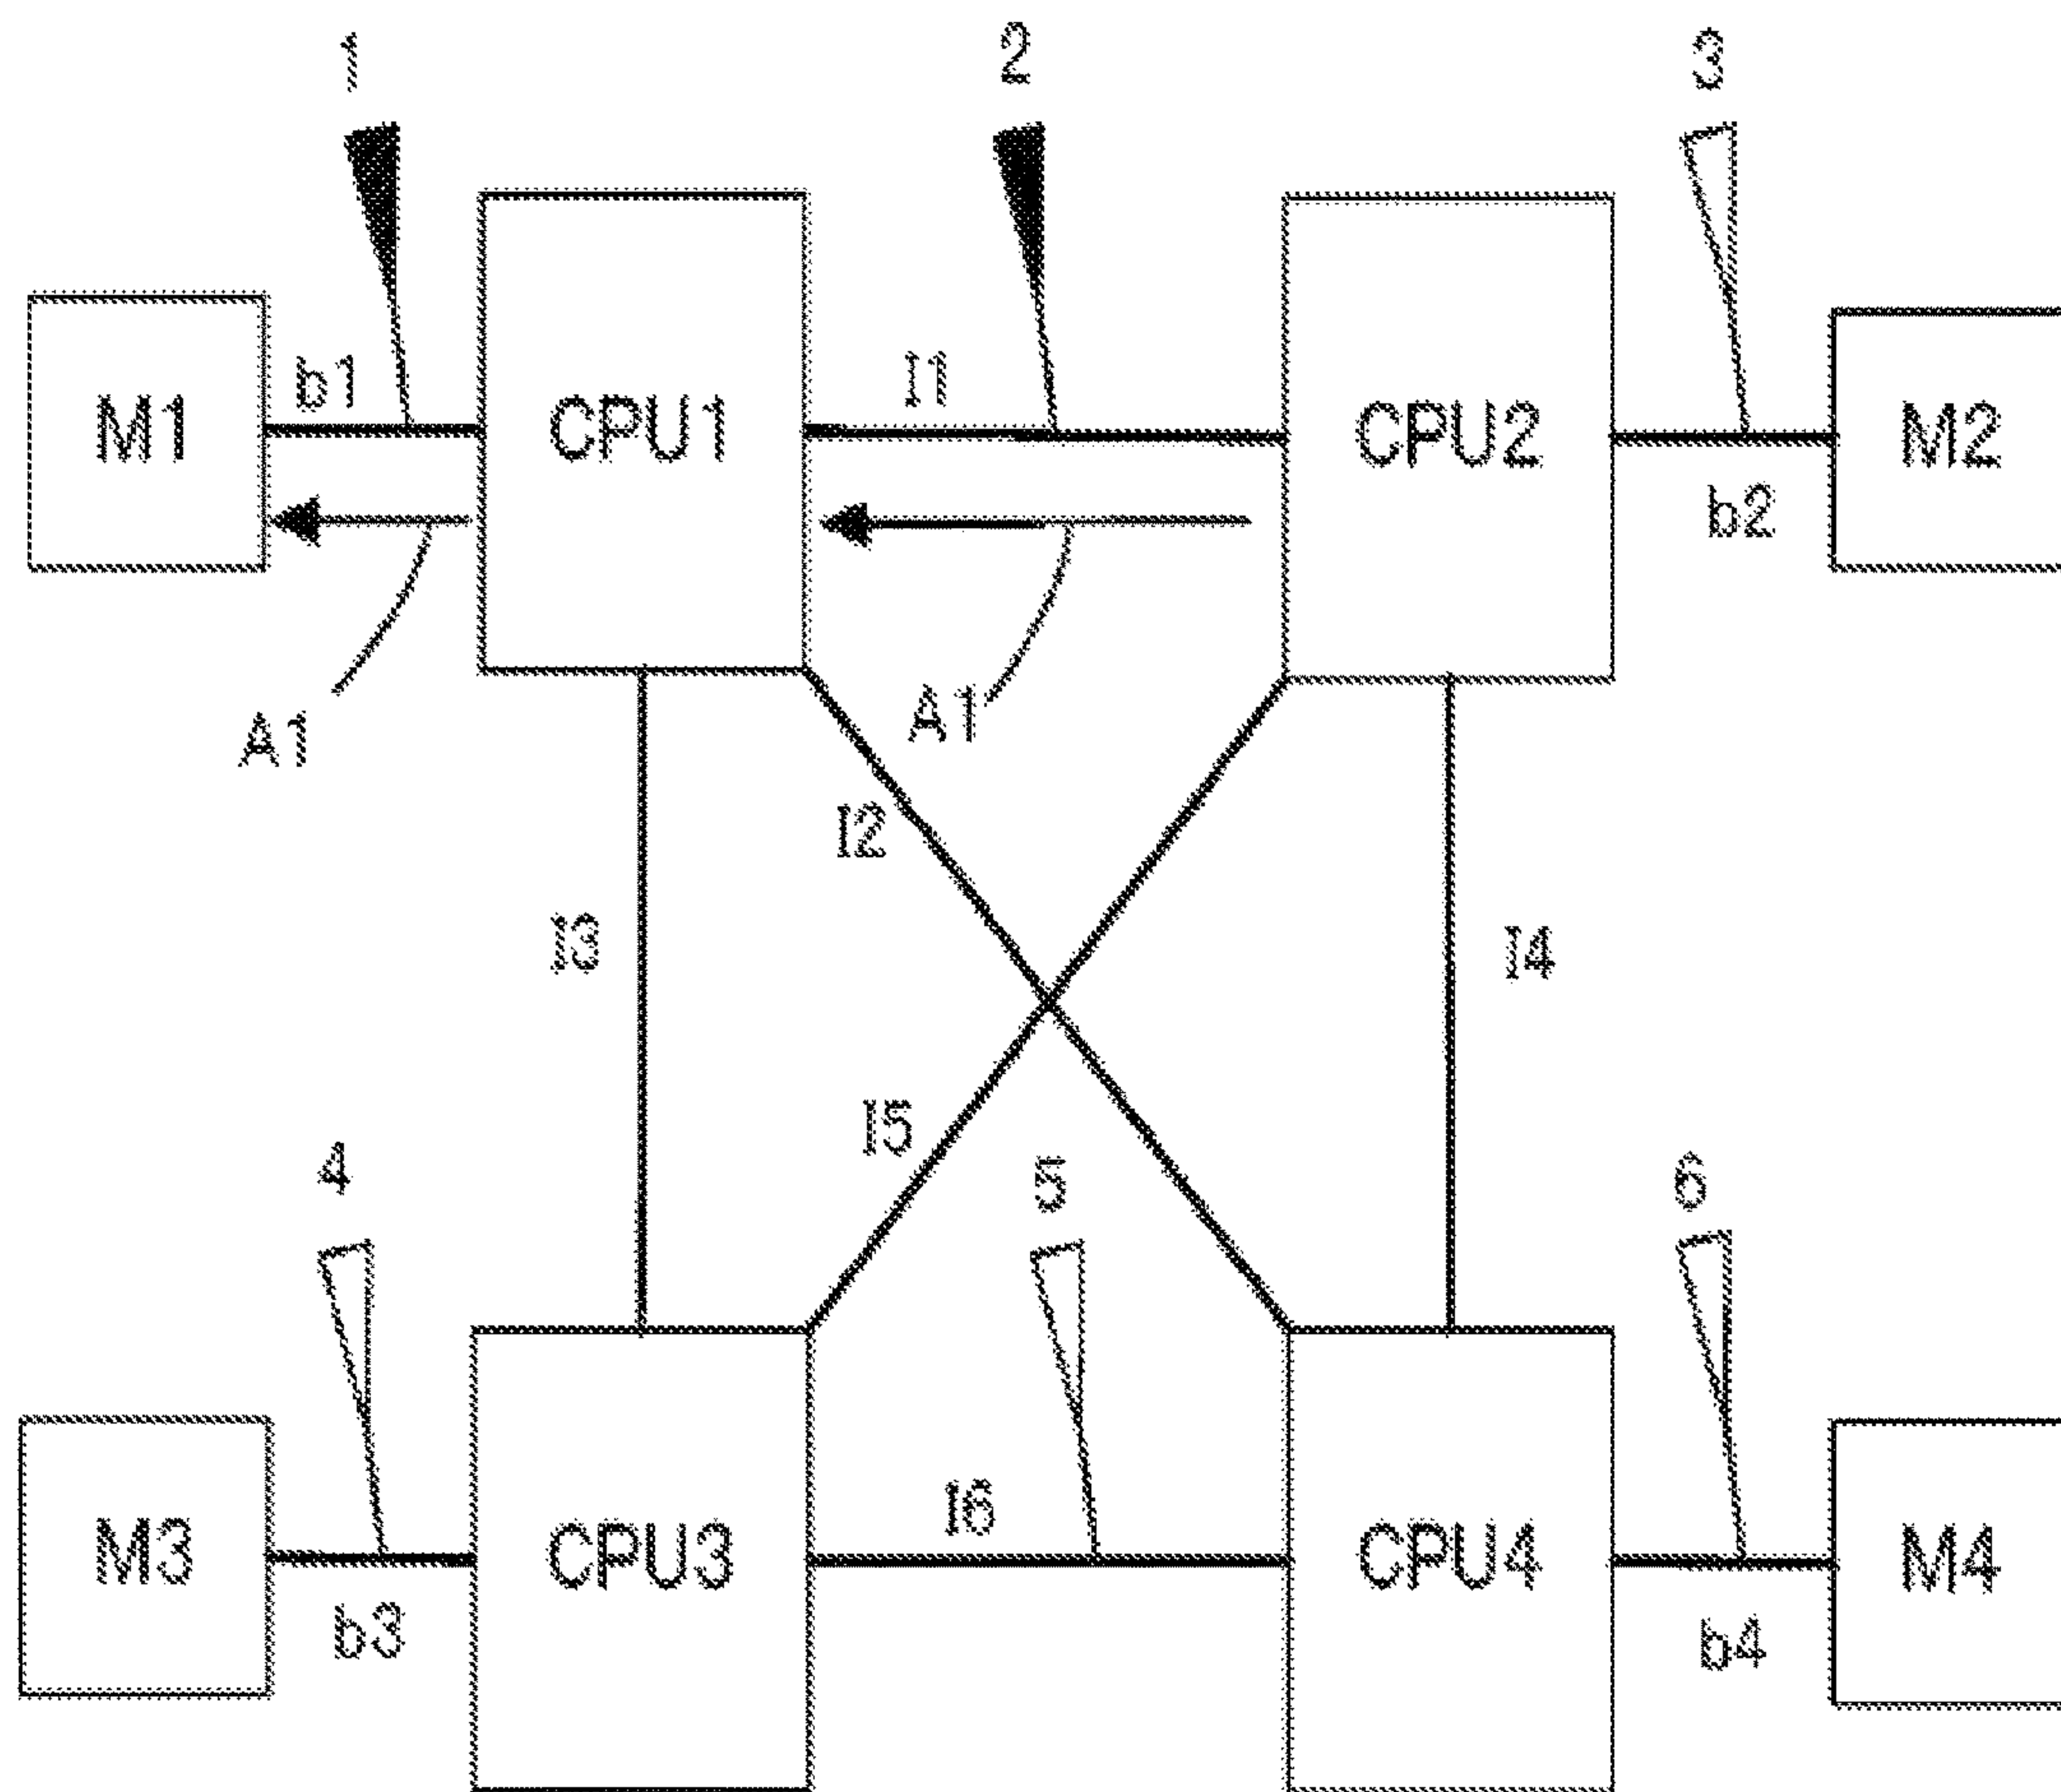 1 2 3
M1 b1 CPU1 I1 CPU2 M2
b2
A1 A1
I2
I3 I4
I5
4 5 6
M3 CPU3 I6 CPU4 M4
b3 b4